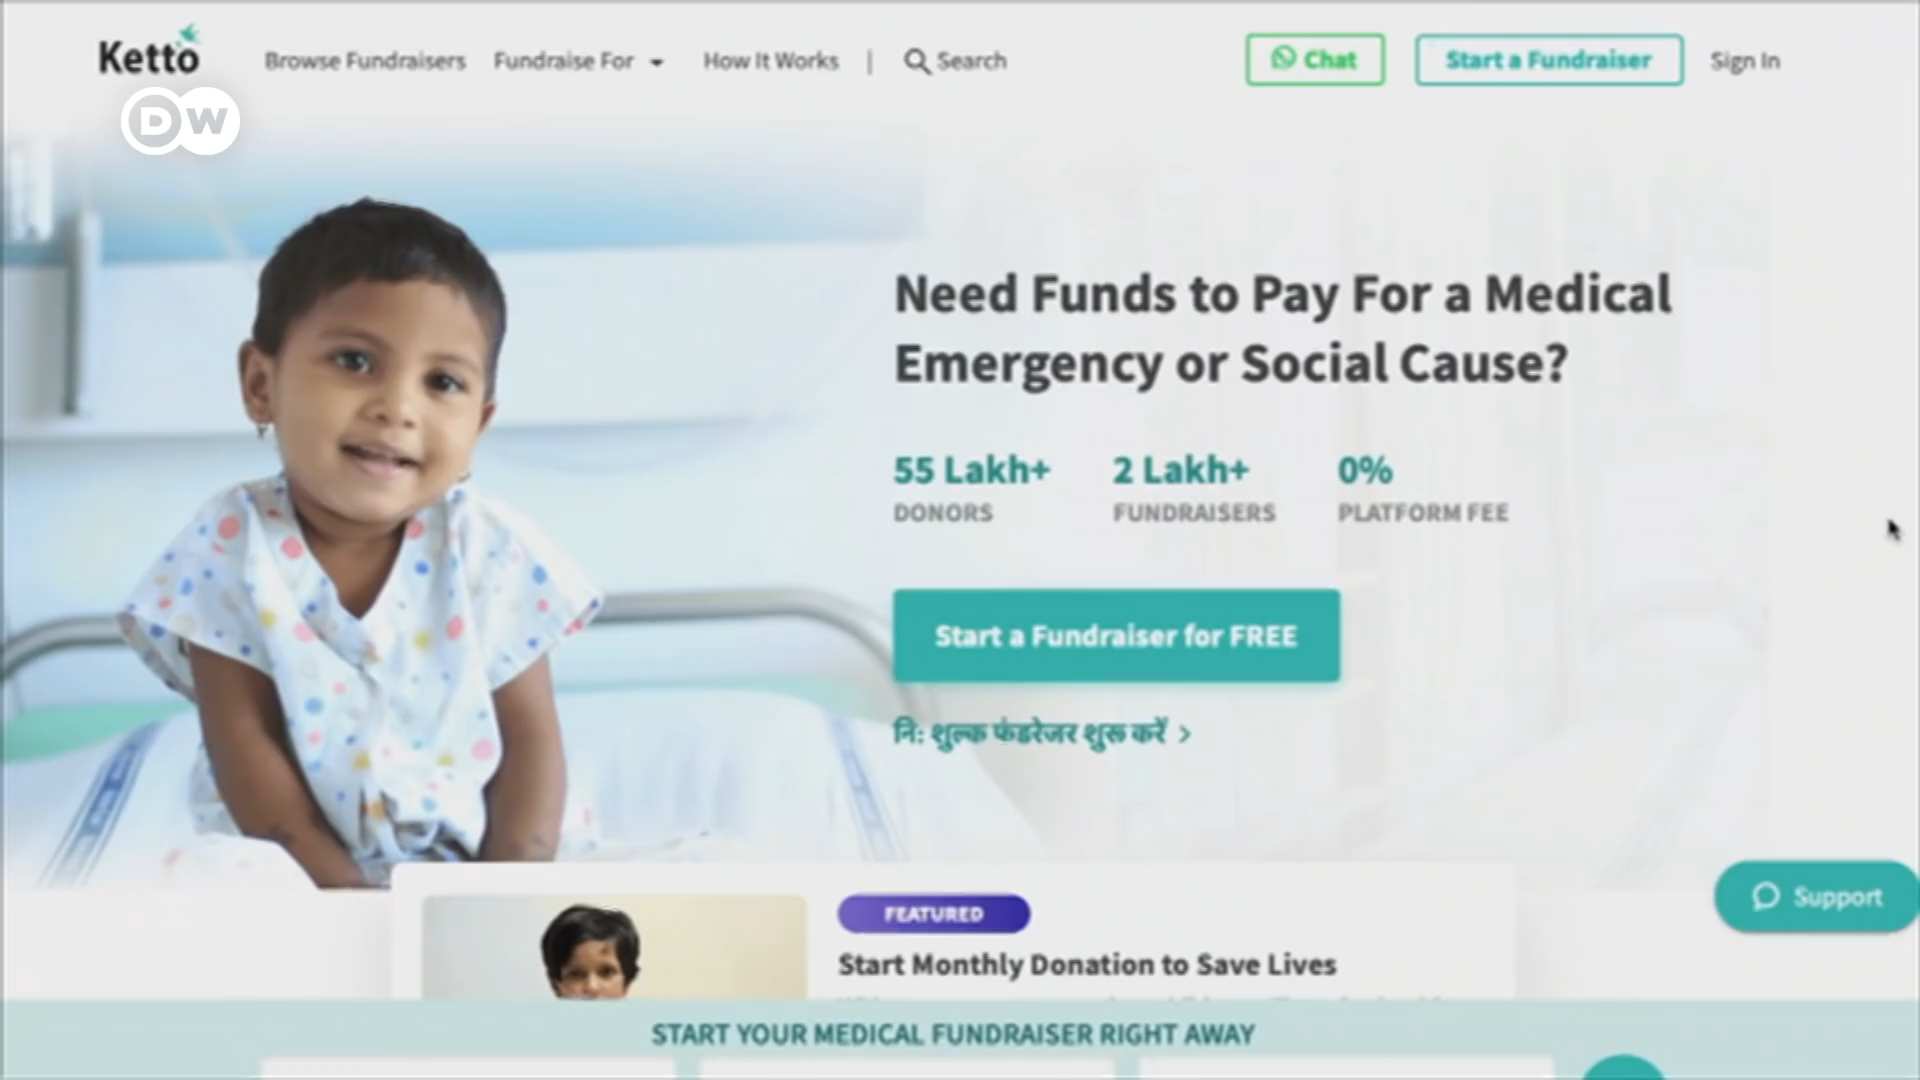 Ketto
Browse Fundraisers
Fundraise For
How It Works
|
Search
Chat
Start a Fundraiser
Sign In
DW
Need Funds to Pay For a Medical
Emergency or Social Cause?
55 Lakh+
DONORS
2 Lakh+
FUNDRAISERS
0%
PLATFORM FEE
Start a Fundraiser for FREE
नि: शुल्क फंडरेजर शुरू करें >
FEATURED
Start Monthly Donation to Save Lives
Support
START YOUR MEDICAL FUNDRAISER RIGHT AWAY